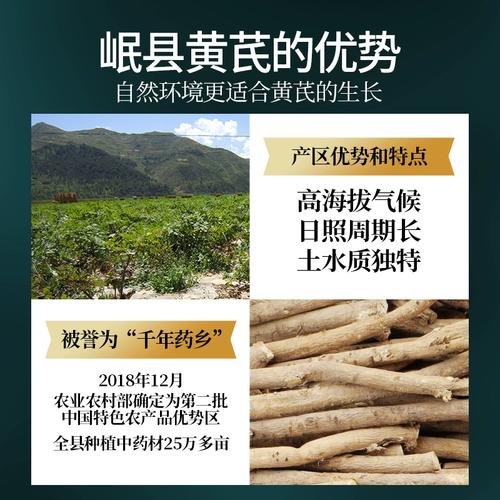 岷县黄芪的优势
自然环境更适合黄芪的生长
产区优势和特点
高海拔气候
日照周期长
土水质独特
被誉为“千年药乡”
2018年12月
农业农村部确定为第二批
中国特色农产品优势区
全县种植中药材25万多亩